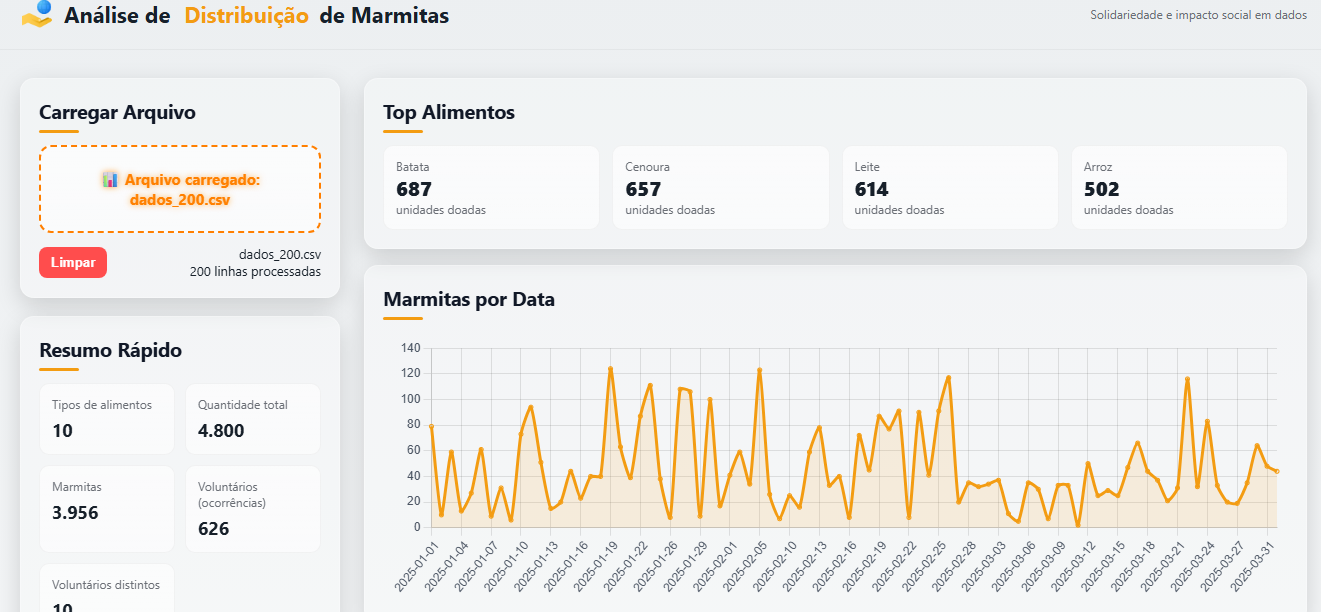 Análise de Distribuição de Marmitas
Solidariedade e impacto social em dados
Carregar Arquivo
Arquivo carregado:
dados_200.csv
Limpar
dados_200.csv
200 linhas processadas
Resumo Rápido
Tipos de alimentos
10
Quantidade total
4.800
Marmitas
3.956
Voluntários
(ocorrências)
626
Voluntários distintos
10
Top Alimentos
Batata
687
unidades doadas
Cenoura
657
unidades doadas
Leite
614
unidades doadas
Arroz
502
unidades doadas
Marmitas por Data
140
120
100
80
60
40
20
0
2025-01-01
2025-01-04
2025-01-07
2025-01-10
2025-01-13
2025-01-16
2025-01-19
2025-01-22
2025-01-26
2025-01-29
2025-02-01
2025-02-05
2025-02-10
2025-02-13
2025-02-16
2025-02-19
2025-02-22
2025-02-25
2025-02-28
2025-03-03
2025-03-06
2025-03-09
2025-03-12
2025-03-15
2025-03-18
2025-03-21
2025-03-24
2025-03-27
2025-03-31